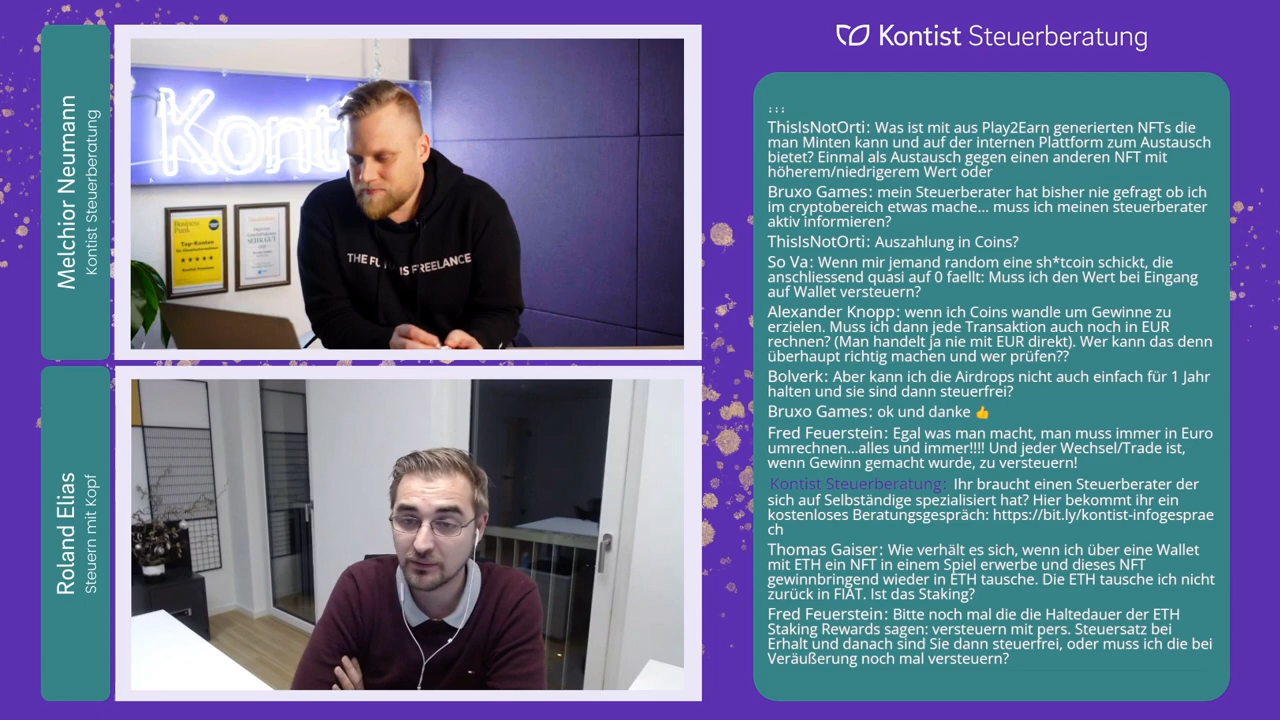 Melchior Neumann
Kontist Steuerberatung
Kont
Business Punk
Top-Konten
SEHR GUT
THE FU IS FREELANCE
Roland Elias
Steuern mit Kopf
Kontist Steuerberatung
:::
ThisIsNotOrti: Was ist mit aus Play2Earn generierten NFTs die
man Minten kann und auf der internen Plattform zum Austausch
bietet? Einmal als Austausch gegen einen anderen NFT mit
höherem/niedrigerem Wert oder
Bruxo Games: mein Steuerberater hat bisher nie gefragt ob ich
im cryptobereich etwas mache... muss ich meinen steuerberater
aktiv informieren?
ThisIsNotOrti: Auszahlung in Coins?
So Va: Wenn mir jemand random eine sh*tcoin schickt, die
anschliessend quasi auf 0 faellt: Muss ich den Wert bei Eingang
auf Wallet versteuern?
Alexander Knopp: wenn ich Coins wandle um Gewinne zu
erzielen. Muss ich dann jede Transaktion auch noch in EUR
rechnen? (Man handelt ja nie mit EUR direkt). Wer kann das denn
überhaupt richtig machen und wer prüfen??
Bolverk: Aber kann ich die Airdrops nicht auch einfach für 1 Jahr
halten und sie sind dann steuerfrei?
Bruxo Games: ok und danke 👍
Fred Feuerstein: Egal was man macht, man muss immer in Euro
umrechnen...alles und immer!!!! Und jeder Wechsel/Trade ist,
wenn Gewinn gemacht wurde, zu versteuern!
Kontist Steuerberatung: Ihr braucht einen Steuerberater der
sich auf Selbständige spezialisiert hat? Hier bekommt ihr ein
kostenloses Beratungsgespräch: https://bit.ly/kontist-infogesprae
ch
Thomas Gaiser: Wie verhält es sich, wenn ich über eine Wallet
mit ETH ein NFT in einem Spiel erwerbe und dieses NFT
gewinnbringend wieder in ETH tausche. Die ETH tausche ich nicht
zurück in FIAT. Ist das Staking?
Fred Feuerstein: Bitte noch mal die die Haltedauer der ETH
Staking Rewards sagen: versteuern mit pers. Steuersatz bei
Erhalt und danach sind Sie dann steuerfrei, oder muss ich die bei
Veräußerung noch mal versteuern?